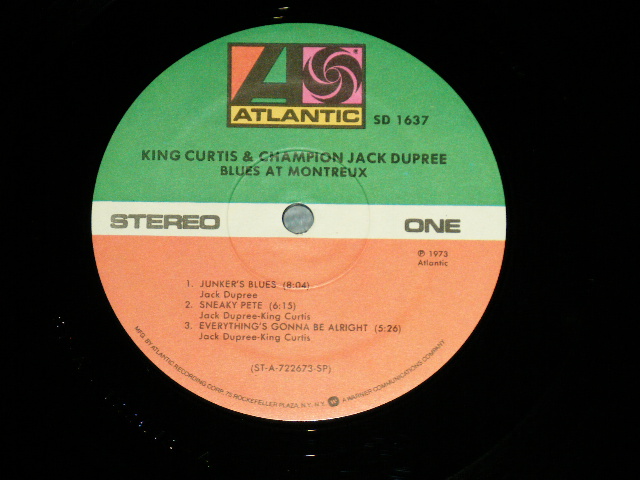 ATLANTIC
SD 1637
KING CURTIS & CHAMPION JACK DUPREE
BLUES AT MONTREUX
STEREO
ONE
℗ 1973
Atlantic
1. JUNKER'S BLUES (8:04)
Jack Dupree
2. SNEAKY PETE (6:15)
Jack Dupree-King Curtis
3. EVERYTHING'S GONNA BE ALRIGHT (5:26)
Jack Dupree-King Curtis
(ST-A-722673-SP)
MFG. BY ATLANTIC RECORDING CORP. 75 ROCKEFELLER PLAZA, N.Y., N.Y. A WARNER COMMUNICATIONS COMPANY